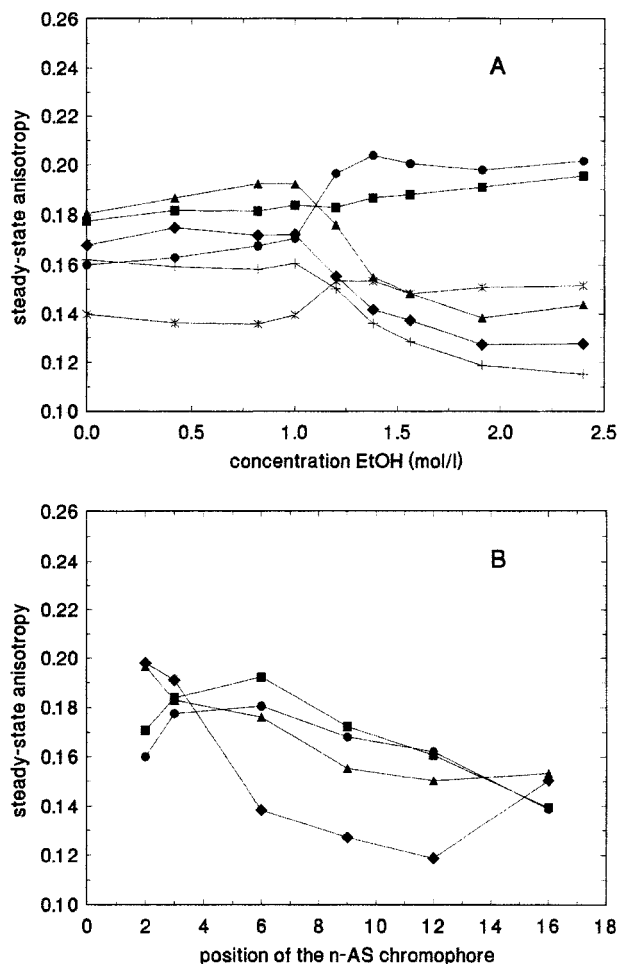 0.26
0.24
0.22
0.20
0.18
0.16
0.14
0.12
0.10
steady-state anisotropy
A
0.0 0.5 1.0 1.5 2.0 2.5
concentration EtOH (mol/l)
0.26
0.24
0.22
0.20
0.18
0.16
0.14
0.12
0.10
steady-state anisotropy
B
0 2 4 6 8 10 12 14 16 18
position of the n-AS chromophore